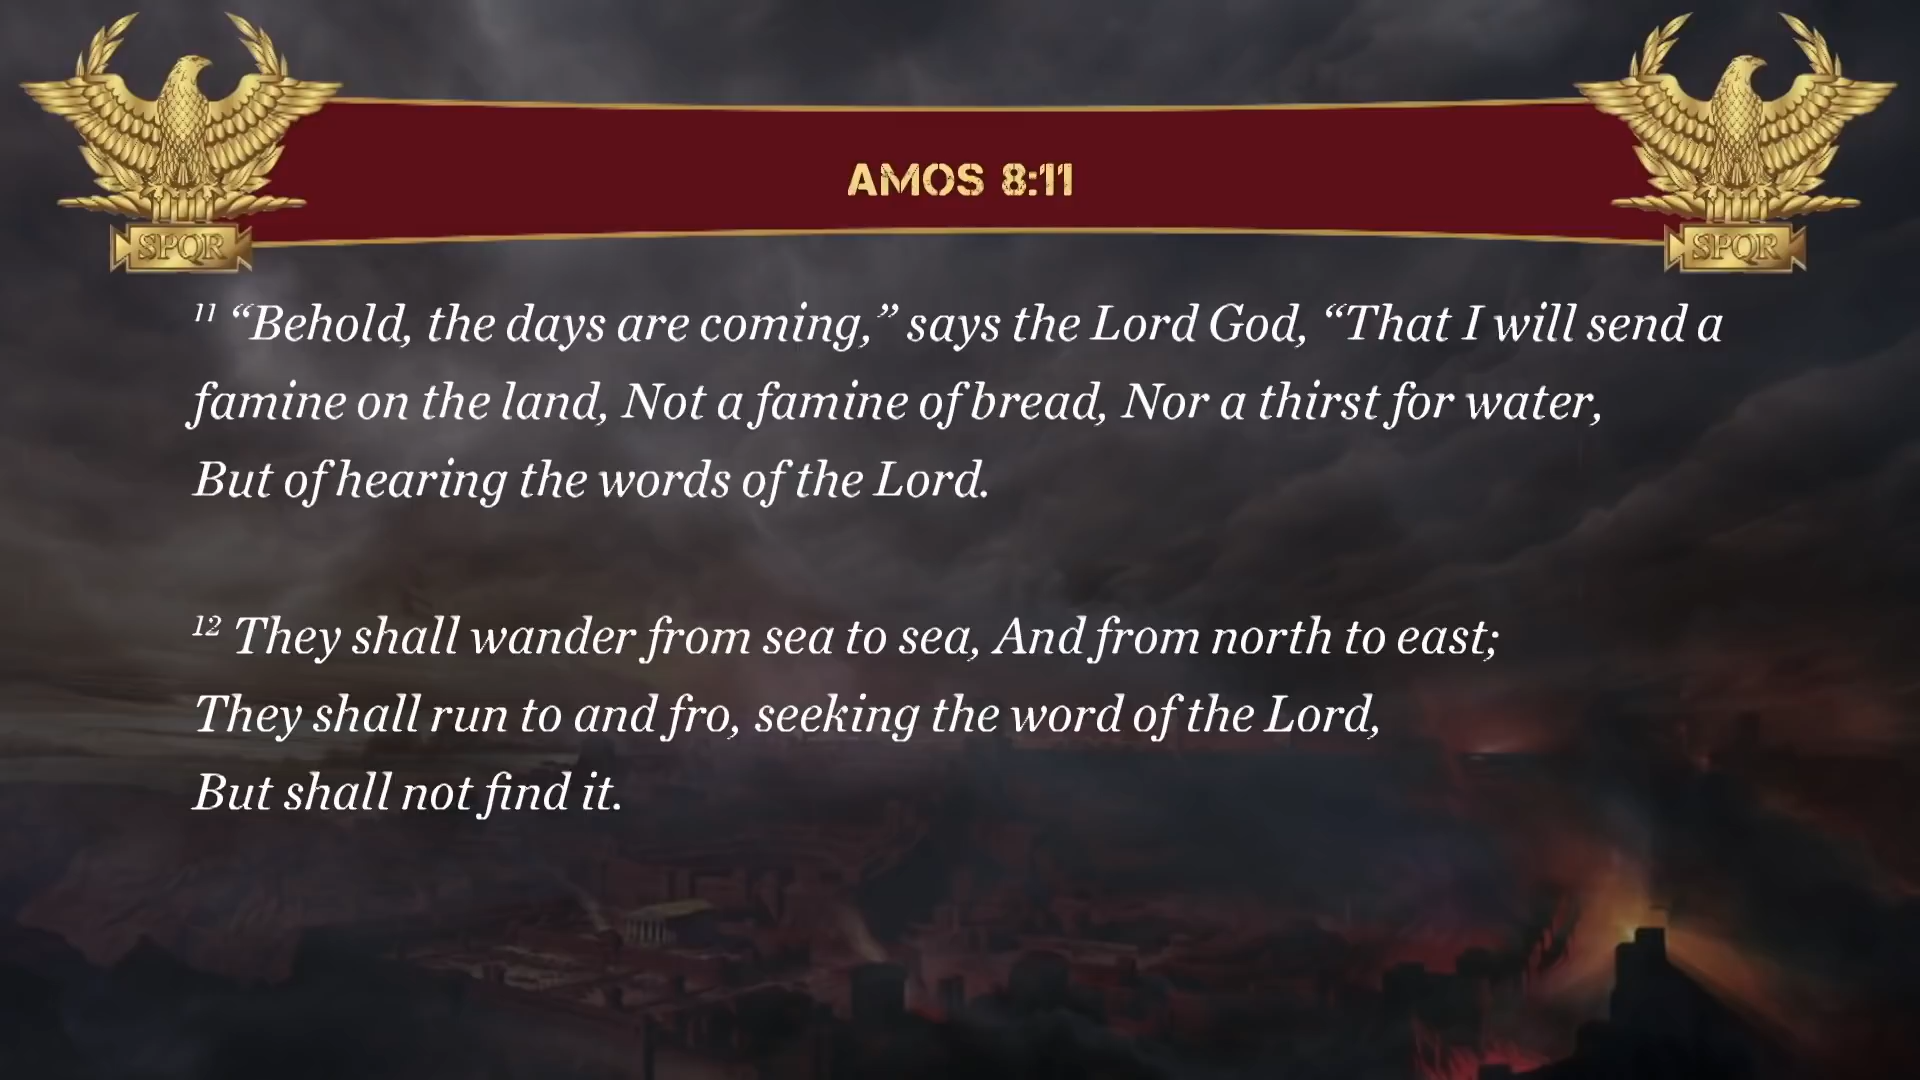 AMOS 8:11
SPQR
SPQR
11 “Behold, the days are coming,” says the Lord God, “That I will send a
famine on the land, Not a famine of bread, Nor a thirst for water,
But of hearing the words of the Lord.
12 They shall wander from sea to sea, And from north to east;
They shall run to and fro, seeking the word of the Lord,
But shall not find it.